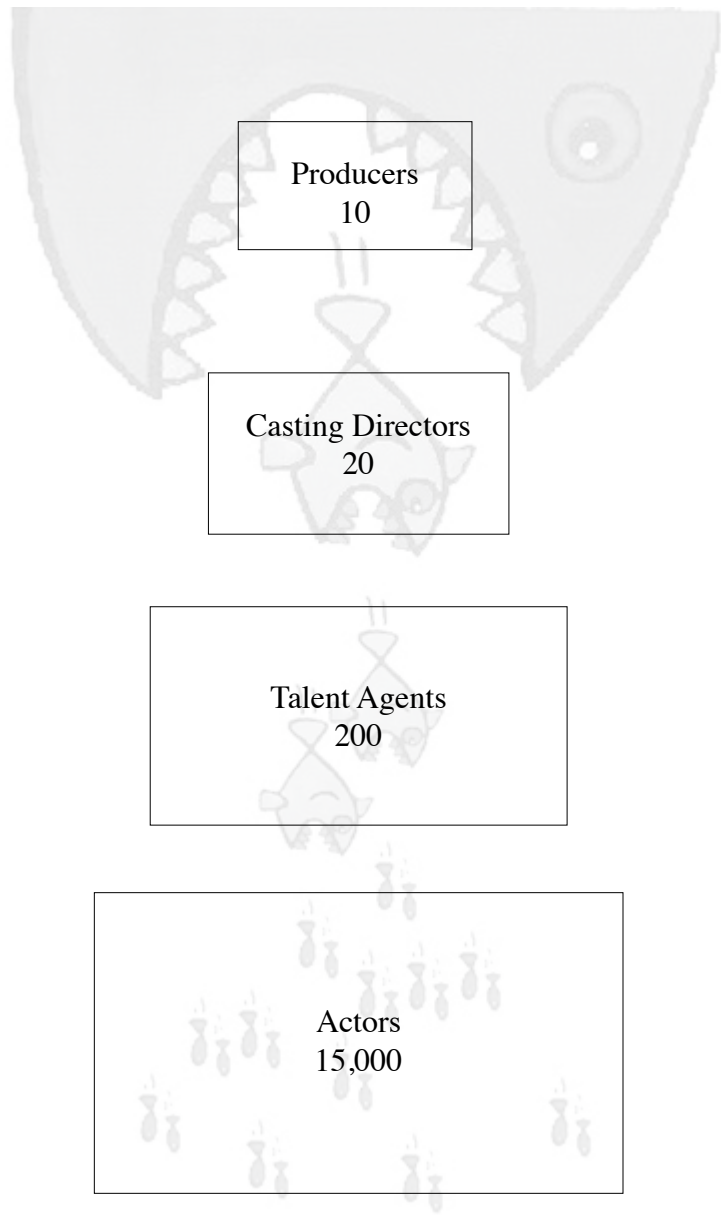 Producers
10
Casting Directors
20
Talent Agents
200
Actors
15,000